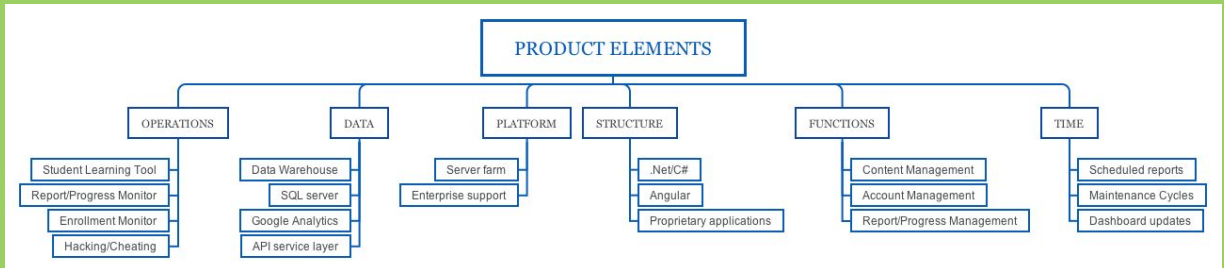 PRODUCT ELEMENTS
OPERATIONS
Student Learning Tool
Report/Progress Monitor
Enrollment Monitor
Hacking/Cheating
DATA
Data Warehouse
SQL server
Google Analytics
API service layer
PLATFORM
Server farm
Enterprise support
STRUCTURE
.Net/C#
Angular
Proprietary applications
FUNCTIONS
Content Management
Account Management
Report/Progress Management
TIME
Scheduled reports
Maintenance Cycles
Dashboard updates